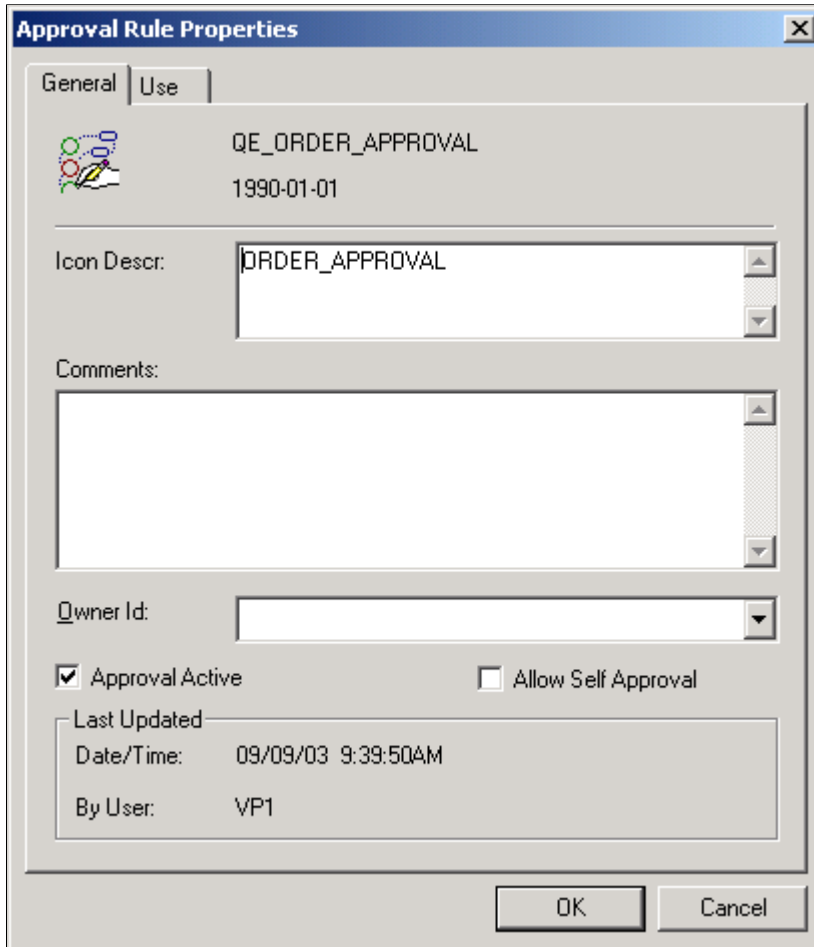 Approval Rule Properties
General
Use
QE_ORDER_APPROVAL
1990-01-01
Icon Descr:
ORDER_APPROVAL
Comments:
Owner Id:
Approval Active
Allow Self Approval
Last Updated
Date/Time: 09/09/03 9:39:50AM
By User: VP1
OK
Cancel